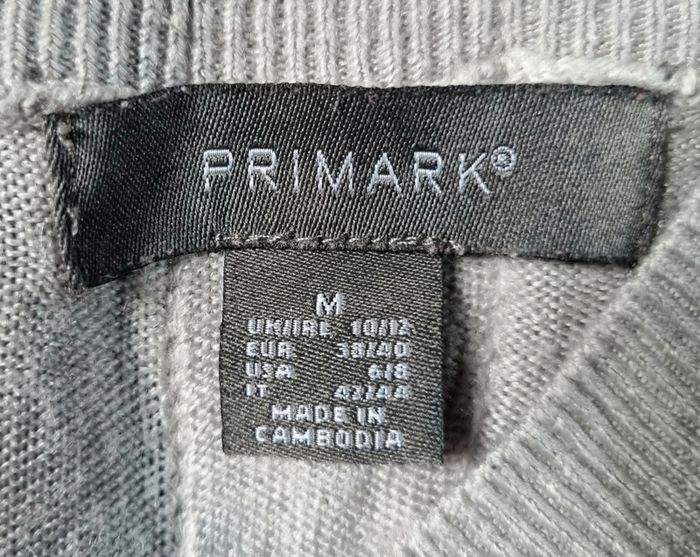 PRIMARK®
M
UK/IRL 10/12
EUR 38/40
USA 6/8
IT 42/44
MADE IN
CAMBODIA